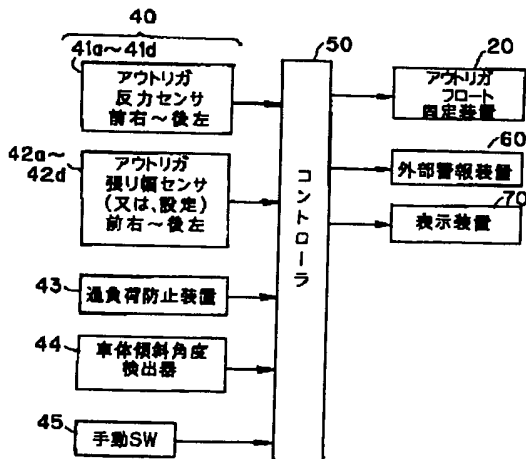 40
41a～41d
アウトリガ
反力センサ
前右～後左
42a～
42d
アウトリガ
張り幅センサ
(又は、設定)
前右～後左
43
過負荷防止装置
44
車体傾斜角度
検出器
45
手動SW
50
コントローラ
20
アウトリガ
フロート
固定装置
60
外部警報装置
70
表示装置